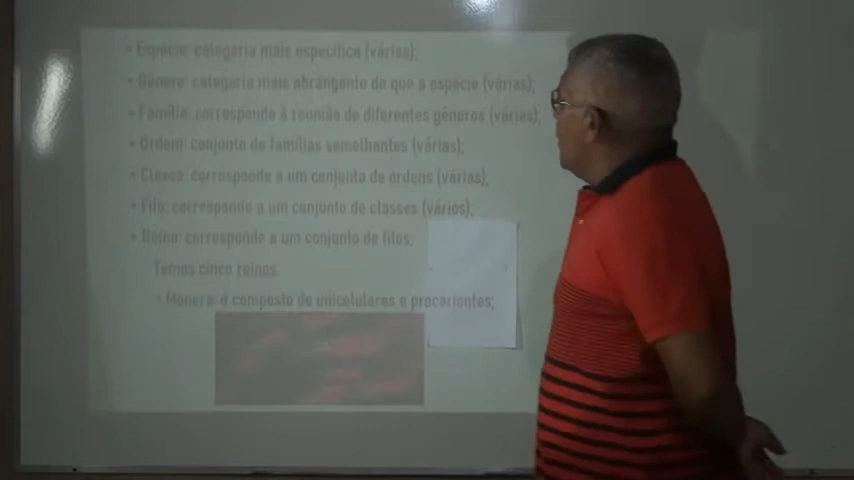 • Espécie: categoria mais específica (várias);
• Gênero: categoria mais abrangente do que a espécie (várias);
• Família: corresponde à reunião de diferentes gêneros (várias);
• Ordem: conjunto de famílias semelhantes (várias);
• Classe: corresponde a um conjunto de ordens (várias);
• Filo: corresponde a um conjunto de classes (vários);
• Reino: corresponde a um conjunto de filos;
Temos cinco reinos:
• Monera: é composto de unicelulares e procariontes;